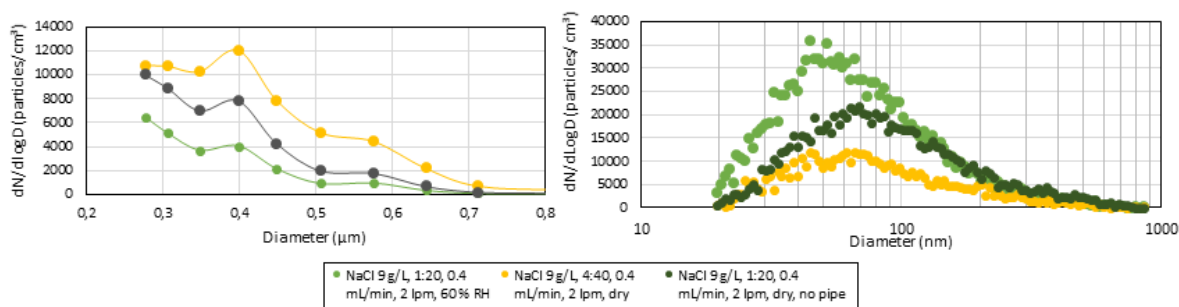 dN/dlogD (particles/cm³)
14000
12000
10000
8000
6000
4000
2000
0
0,2
0,3
0,4
0,5
0,6
0,7
0,8
Diameter (μm)
dN/dLogD (particles/ cm³)
40000
35000
30000
25000
20000
15000
10000
5000
0
10
100
1000
Diameter (nm)
NaCl 9 g/L, 1:20, 0.4
mL/min, 2 lpm, 60% RH
NaCl 9 g/L, 4:40, 0.4
mL/min, 2 lpm, dry
NaCl 9 g/L, 1:20, 0.4
mL/min, 2 lpm, dry, no pipe